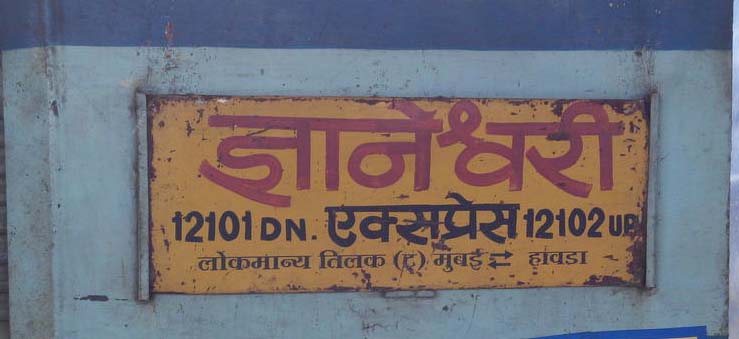 ज्ञानेश्वरी
12101 DN. एक्सप्रेस 12102 UP
लोकमान्य तिलक (ट) मुंबई ⇄ हावडा